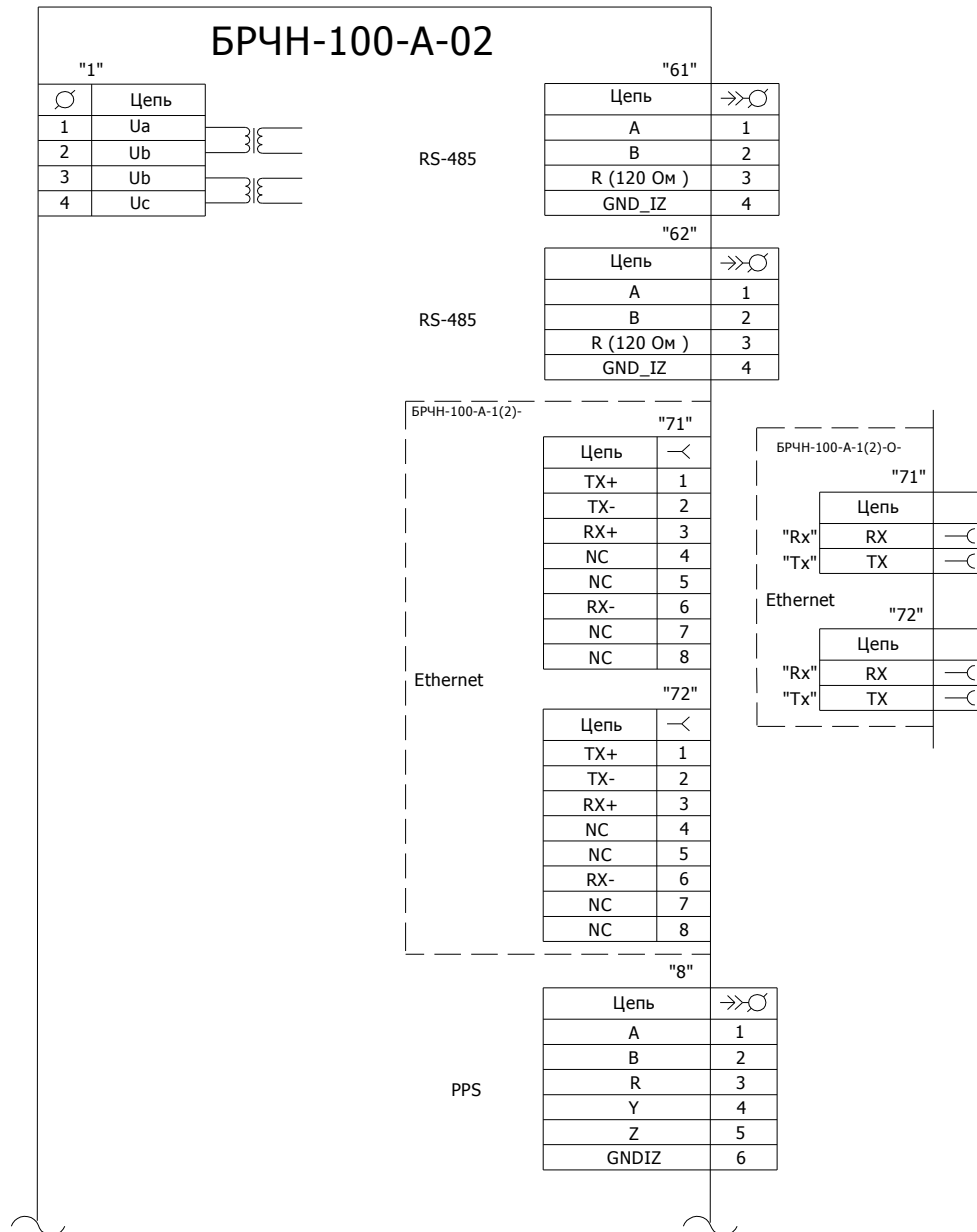 БРЧН-100-А-02
"1"
Цепь
1 Ua
2 Ub
3 Ub
4 Uc
RS-485
"61"
Цепь
A 1
B 2
R (120 Ом ) 3
GND_IZ 4
RS-485
"62"
Цепь
A 1
B 2
R (120 Ом ) 3
GND_IZ 4
БРЧН-100-А-1(2)-
"71"
Цепь
TX+ 1
TX- 2
RX+ 3
NC 4
NC 5
RX- 6
NC 7
NC 8
Ethernet
"72"
Цепь
TX+ 1
TX- 2
RX+ 3
NC 4
NC 5
RX- 6
NC 7
NC 8
БРЧН-100-А-1(2)-О-
"71"
Цепь
"Rx" RX
"Tx" TX
Ethernet
"72"
Цепь
"Rx" RX
"Tx" TX
PPS
"8"
Цепь
A 1
B 2
R 3
Y 4
Z 5
GNDIZ 6